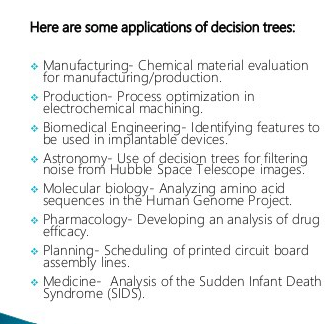 Here are some applications of decision trees:
Manufacturing- Chemical material evaluation
for manufacturing/production.
Production- Process optimization in
electrochemical machining.
Biomedical Engineering- Identifying features to
be used in implantable devices.
Astronomy- Use of decision trees for filtering
noise from Hubble Space Telescope images.
Molecular biology- Analyzing amino acid
sequences in the Human Genome Project.
Pharmacology- Developing an analysis of drug
efficacy.
Planning- Scheduling of printed circuit board
assembly lines.
Medicine- Analysis of the Sudden Infant Death
Syndrome (SIDS).